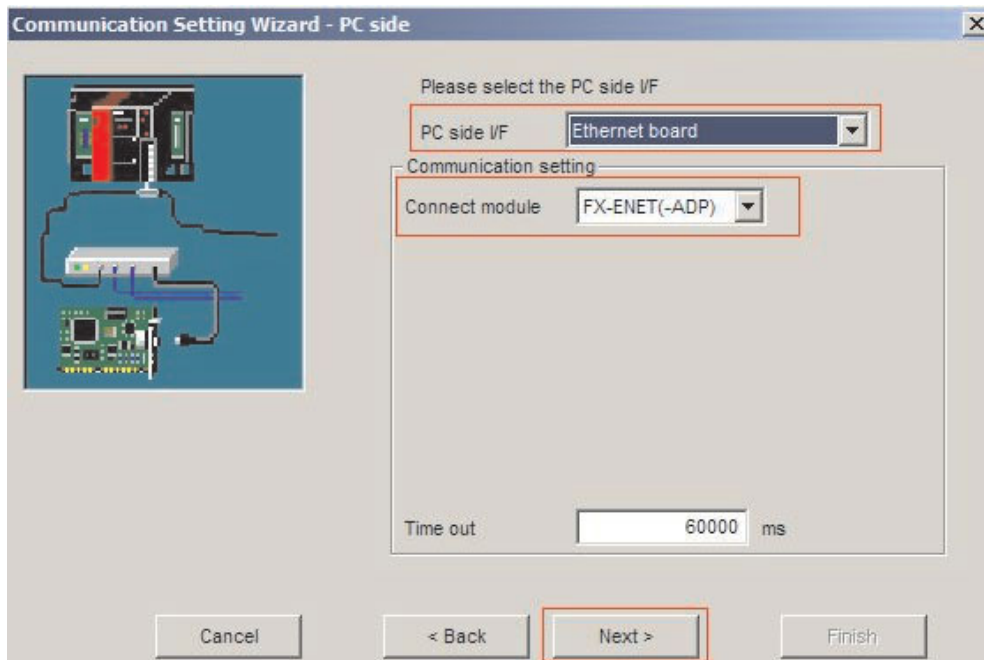 Communication Setting Wizard - PC side
Please select the PC side I/F
PC side I/F Ethernet board
Communication setting
Connect module FX-ENET(-ADP)
Time out 60000 ms
Cancel < Back Next > Finish